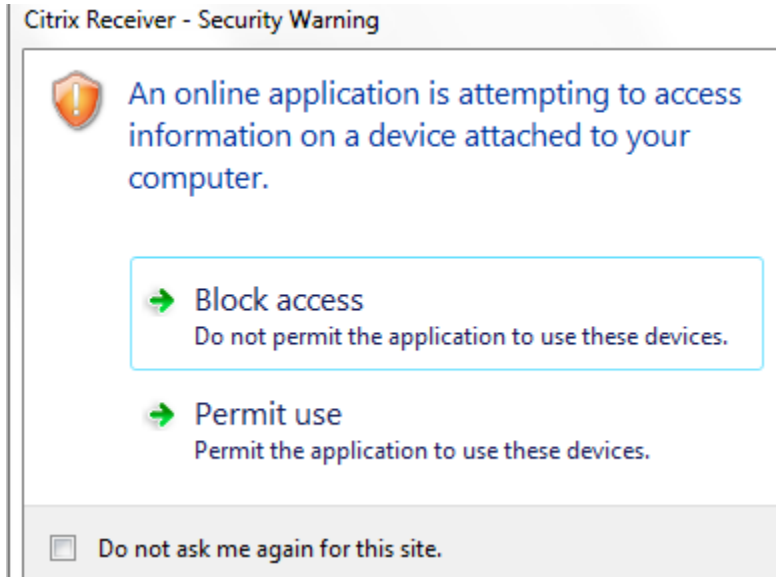 Citrix Receiver - Security Warning
An online application is attempting to access
information on a device attached to your
computer.
Block access
Do not permit the application to use these devices.
Permit use
Permit the application to use these devices.
Do not ask me again for this site.